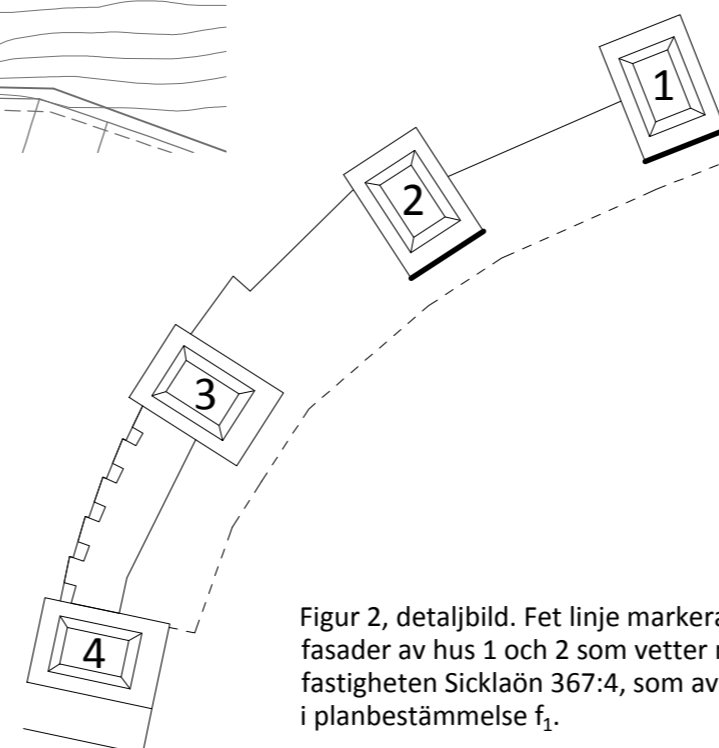 1
2
3
4
Figur 2, detaljbild. Fet linje markera
fasader av hus 1 och 2 som vetter
fastigheten Sicklaön 367:4, som av
i planbestämmelse f₁.